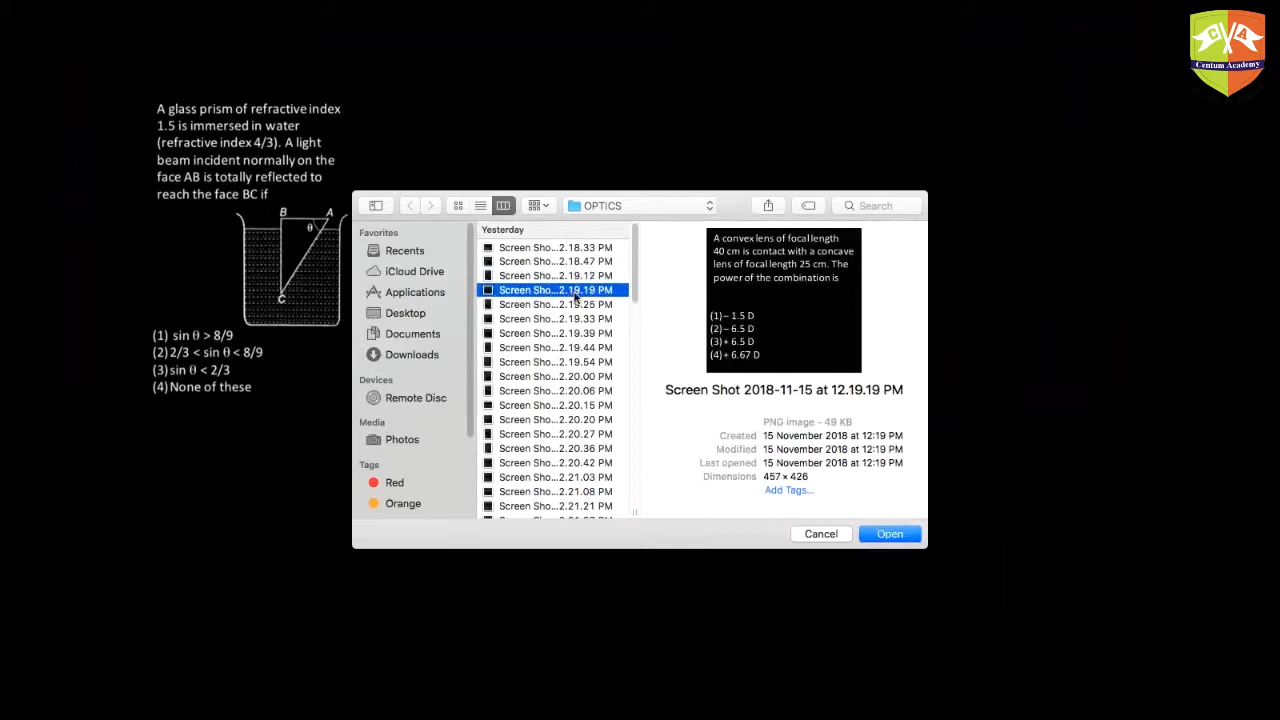 C A
Centum Academy
A glass prism of refractive index
1.5 is immersed in water
(refractive index 4/3). A light
beam incident normally on the
face AB is totally reflected to
reach the face BC if
B A
θ
C
(1) sin θ > 8/9
(2) 2/3 < sin θ < 8/9
(3) sin θ < 2/3
(4) None of these
OPTICS
Search
Favorites
Recents
iCloud Drive
Applications
Desktop
Documents
Downloads
Devices
Remote Disc
Media
Photos
Tags
Red
Orange
Yesterday
Screen Sho...2.18.33 PM
Screen Sho...2.18.47 PM
Screen Sho...2.19.12 PM
Screen Sho...2.19.19 PM
Screen Sho...2.19.25 PM
Screen Sho...2.19.33 PM
Screen Sho...2.19.39 PM
Screen Sho...2.19.44 PM
Screen Sho...2.19.54 PM
Screen Sho...2.20.00 PM
Screen Sho...2.20.06 PM
Screen Sho...2.20.15 PM
Screen Sho...2.20.20 PM
Screen Sho...2.20.27 PM
Screen Sho...2.20.36 PM
Screen Sho...2.20.42 PM
Screen Sho...2.21.03 PM
Screen Sho...2.21.08 PM
Screen Sho...2.21.21 PM
A convex lens of focal length
40 cm is contact with a concave
lens of focal length 25 cm. The
power of the combination is
(1) – 1.5 D
(2) – 6.5 D
(3) + 6.5 D
(4) + 6.67 D
Screen Shot 2018-11-15 at 12.19.19 PM
PNG image - 49 KB
Created 15 November 2018 at 12:19 PM
Modified 15 November 2018 at 12:19 PM
Last opened 15 November 2018 at 12:19 PM
Dimensions 457 × 426
Add Tags...
Cancel
Open